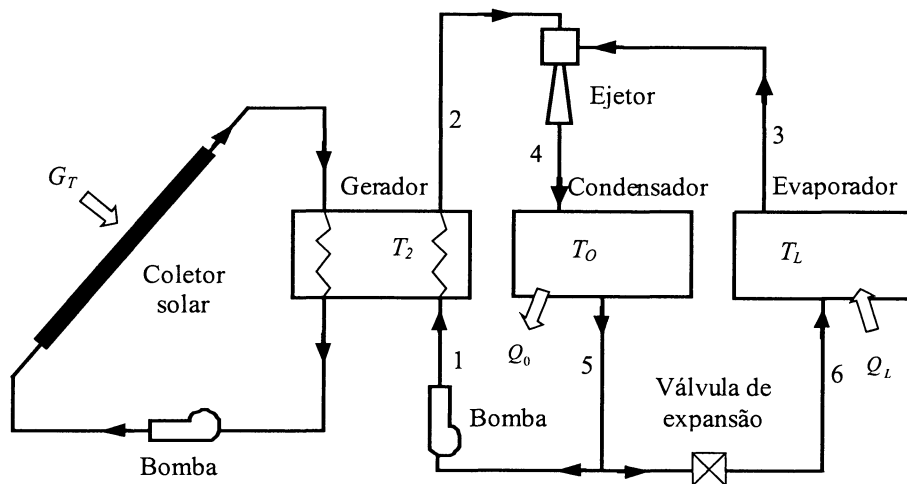 2
Ejetor
3
4
G_T
Gerador
Condensador
Evaporador
T_2
T_O
T_L
Coletor
solar
1
Q_0
5
6
Q_L
Válvula de
expansão
Bomba
Bomba